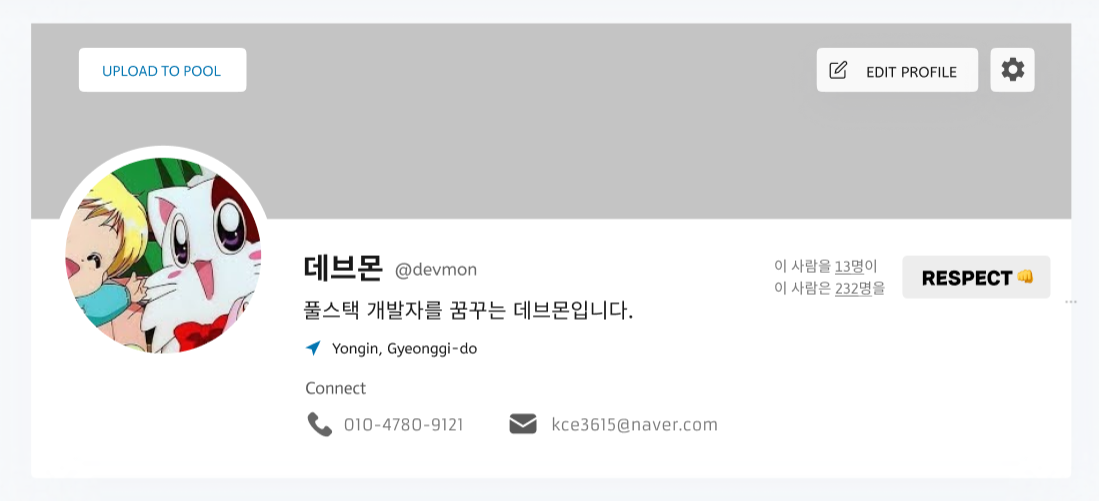 UPLOAD TO POOL
EDIT PROFILE
데브몬 @devmon
이 사람을 13명이
이 사람은 232명을
RESPECT 👊
풀스택 개발자를 꿈꾸는 데브몬입니다.
Yongin, Gyeonggi-do
Connect
010-4780-9121
kce3615@naver.com